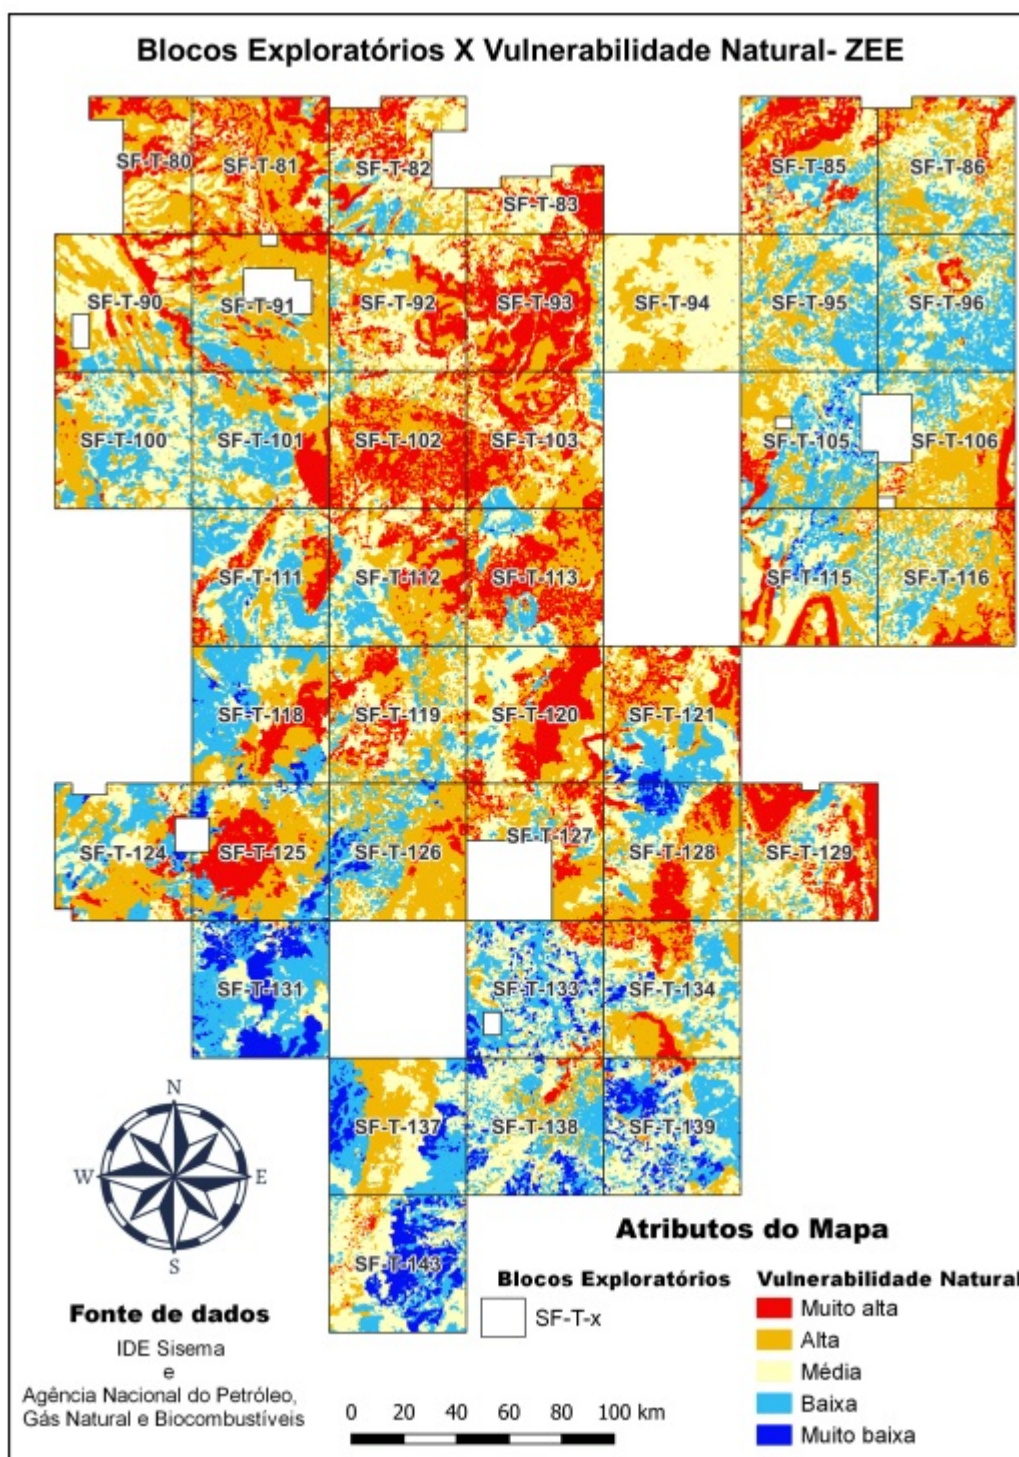 Blocos Exploratórios X Vulnerabilidade Natural- ZEE
SF-T-80
SF-T-81
SF-T-82
SF-T-83
SF-T-85
SF-T-86
SF-T-90
SF-T-91
SF-T-92
SF-T-93
SF-T-94
SF-T-95
SF-T-96
SF-T-100
SF-T-101
SF-T-102
SF-T-103
SF-T-105
SF-T-106
SF-T-111
SF-T-112
SF-T-113
SF-T-115
SF-T-116
SF-T-118
SF-T-119
SF-T-120
SF-T-121
SF-T-124
SF-T-125
SF-T-126
SF-T-127
SF-T-128
SF-T-129
SF-T-131
SF-T-133
SF-T-134
SF-T-137
SF-T-138
SF-T-139
SF-T-143
N
W
E
S
Fonte de dados
IDE Sisema
e
Agência Nacional do Petróleo,
Gás Natural e Biocombustíveis
Atributos do Mapa
Blocos Exploratórios
SF-T-x
Vulnerabilidade Natural
Muito alta
Alta
Média
Baixa
Muito baixa
0 20 40 60 80 100 km